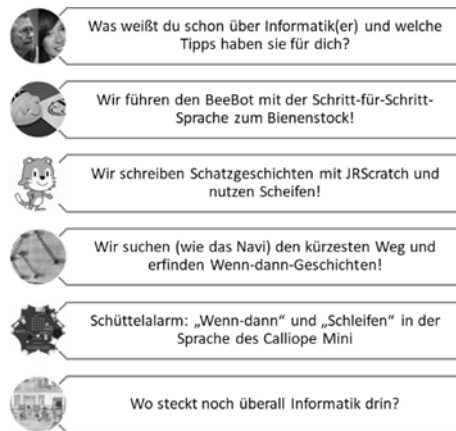 Was weißt du schon über Informatik(er) und welche
Tipps haben sie für dich?
Wir führen den BeeBot mit der Schritt-für-Schritt-
Sprache zum Bienenstock!
Wir schreiben Schatzgeschichten mit JRScratch und
nutzen Scheifen!
Wir suchen (wie das Navi) den kürzesten Weg und
erfinden Wenn-dann-Geschichten!
Schüttelalarm: „Wenn-dann“ und „Schleifen“ in der
Sprache des Calliope Mini
Wo steckt noch überall Informatik drin?